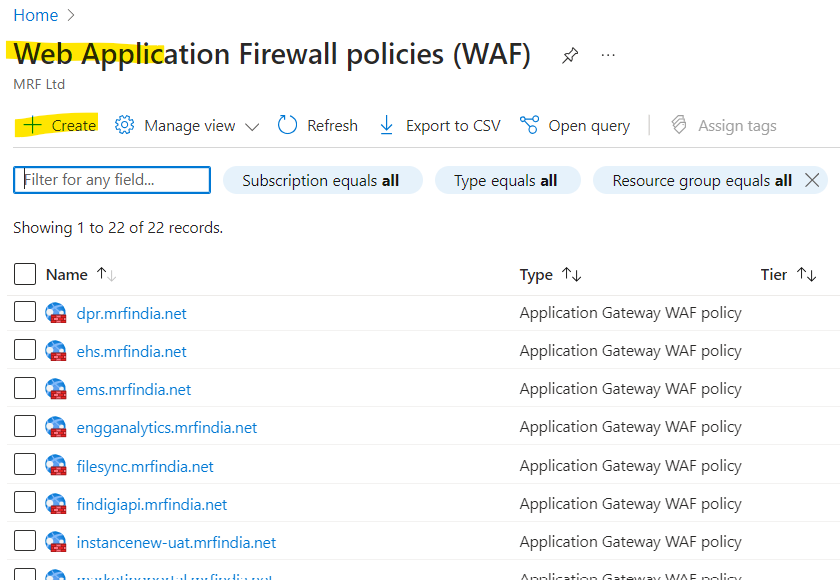 Home
Web Application Firewall policies (WAF)
MRF Ltd
Create Manage view Refresh Export to CSV Open query Assign tags
Filter for any field... Subscription equals all Type equals all Resource group equals all
Showing 1 to 22 of 22 records.
Name Type Tier
dpr.mrfindia.net Application Gateway WAF policy
ehs.mrfindia.net Application Gateway WAF policy
ems.mrfindia.net Application Gateway WAF policy
engganalytics.mrfindia.net Application Gateway WAF policy
filesync.mrfindia.net Application Gateway WAF policy
findigiapi.mrfindia.net Application Gateway WAF policy
instancenew-uat.mrfindia.net Application Gateway WAF policy
marketingportal.mrfindia.net Application Gateway WAF policy